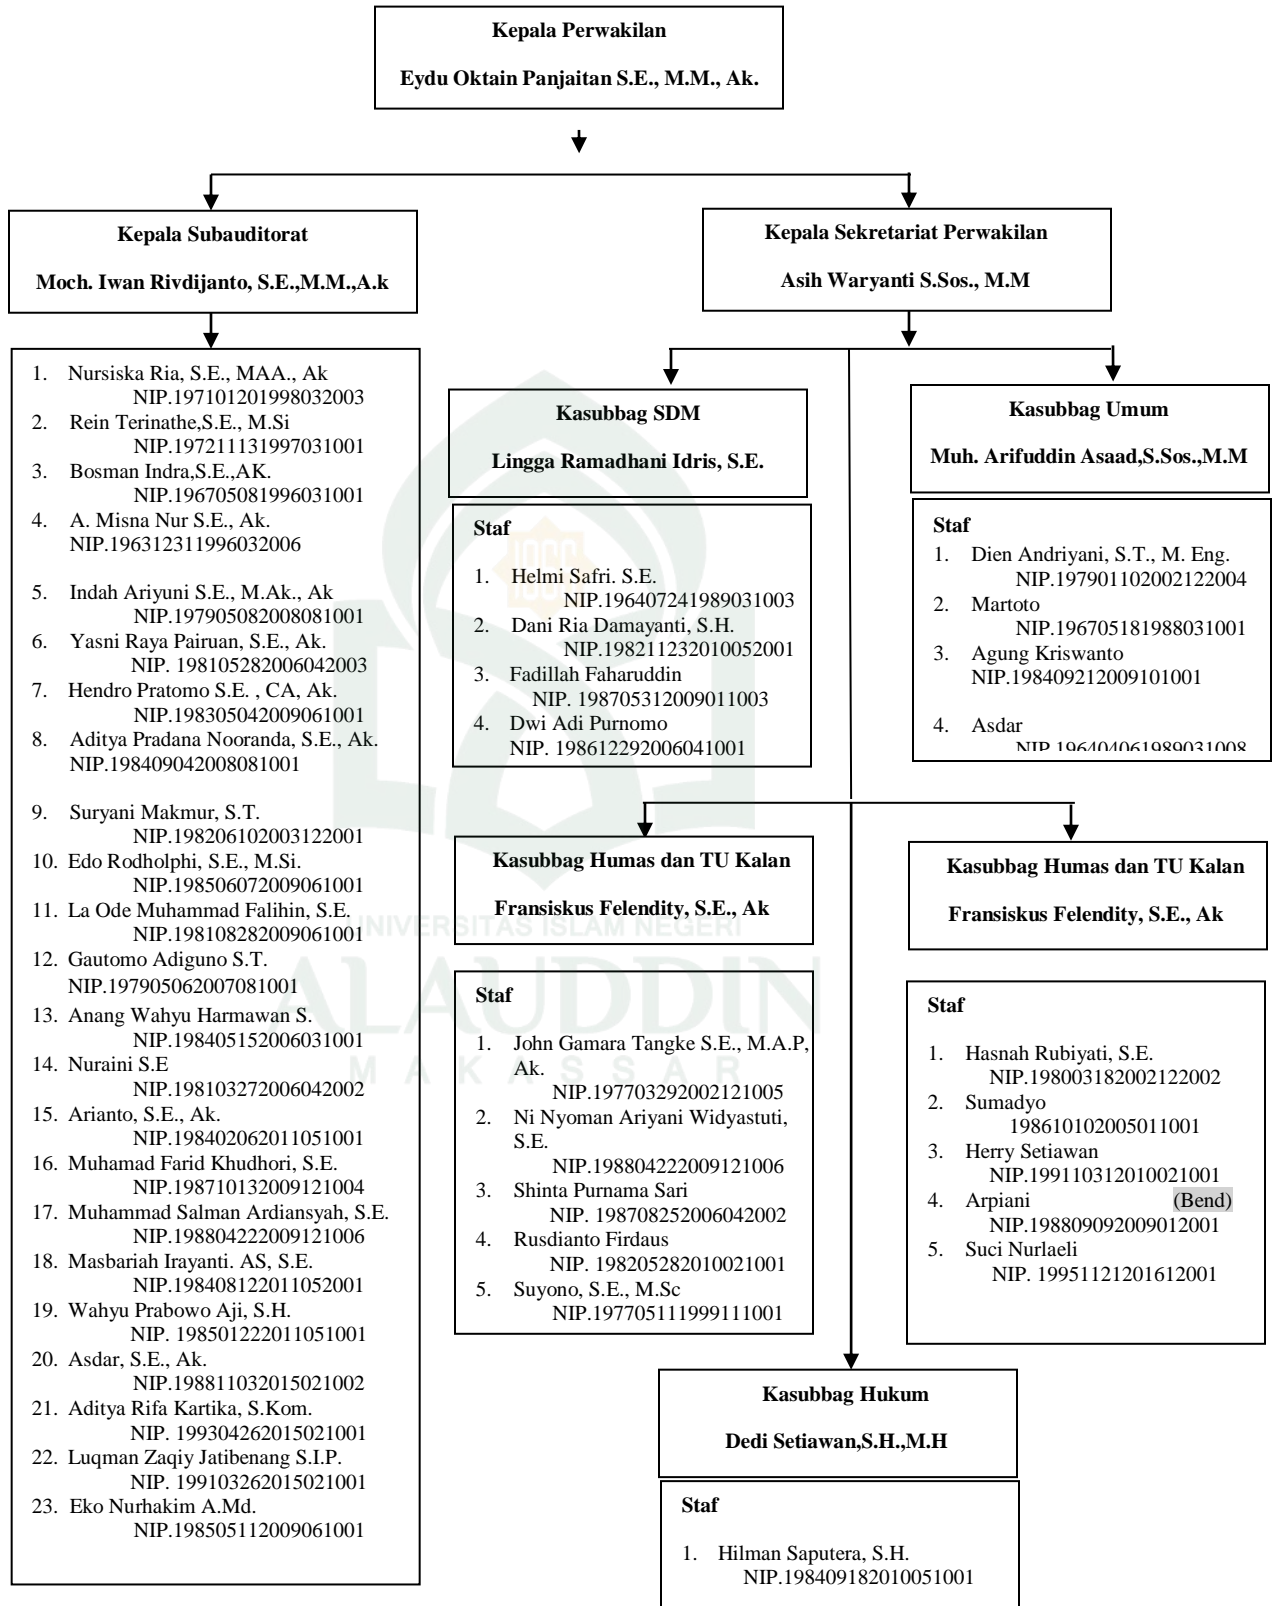 Kepala Perwakilan
Eydu Oktain Panjaitan S.E., M.M., Ak.
Kepala Subauditorat
Moch. Iwan Rivdijanto, S.E.,M.M.,A.k
Kepala Sekretariat Perwakilan
Asih Waryanti S.Sos., M.M
1. Nursiska Ria, S.E., MAA., Ak
NIP.197101201998032003
2. Rein Terinathe,S.E., M.Si
NIP.197211131997031001
3. Bosman Indra,S.E.,AK.
NIP.196705081996031001
4. A. Misna Nur S.E., Ak.
NIP.196312311996032006
5. Indah Ariyuni S.E., M.Ak., Ak
NIP.197905082008081001
6. Yasni Raya Pairuan, S.E., Ak.
NIP. 198105282006042003
7. Hendro Pratomo S.E. , CA, Ak.
NIP.198305042009061001
8. Aditya Pradana Nooranda, S.E., Ak.
NIP.198409042008081001
9. Suryani Makmur, S.T.
NIP.198206102003122001
10. Edo Rodholphi, S.E., M.Si.
NIP.198506072009061001
11. La Ode Muhammad Falihin, S.E.
NIP.198108282009061001
12. Gautomo Adiguno S.T.
NIP.197905062007081001
13. Anang Wahyu Harmawan S.
NIP.198405152006031001
14. Nuraini S.E
NIP.198103272006042002
15. Arianto, S.E., Ak.
NIP.198402062011051001
16. Muhamad Farid Khudhori, S.E.
NIP.198710132009121004
17. Muhammad Salman Ardiansyah, S.E.
NIP.198804222009121006
18. Masbariah Irayanti. AS, S.E.
NIP.198408122011052001
19. Wahyu Prabowo Aji, S.H.
NIP. 198501222011051001
20. Asdar, S.E., Ak.
NIP.198811032015021002
21. Aditya Rifa Kartika, S.Kom.
NIP. 199304262015021001
22. Luqman Zaqiy Jatibenang S.I.P.
NIP. 199103262015021001
23. Eko Nurhakim A.Md.
NIP.198505112009061001
Kasubbag SDM
Lingga Ramadhani Idris, S.E.
Staf
1. Helmi Safri. S.E.
NIP.196407241989031003
2. Dani Ria Damayanti, S.H.
NIP.198211232010052001
3. Fadillah Faharuddin
NIP. 198705312009011003
4. Dwi Adi Purnomo
NIP. 198612292006041001
Kasubbag Umum
Muh. Arifuddin Asaad,S.Sos.,M.M
Staf
1. Dien Andriyani, S.T., M. Eng.
NIP.197901102002122004
2. Martoto
NIP.196705181988031001
3. Agung Kriswanto
NIP.198409212009101001
4. Asdar
NIP.196404061989031008
Kasubbag Humas dan TU Kalan
Fransiskus Felendity, S.E., Ak
Staf
1. John Gamara Tangke S.E., M.A.P,
Ak.
NIP.197703292002121005
2. Ni Nyoman Ariyani Widyastuti,
S.E.
NIP.198804222009121006
3. Shinta Purnama Sari
NIP. 198708252006042002
4. Rusdianto Firdaus
NIP.198205282010021001
5. Suyono, S.E., M.Sc
NIP.197705111999111001
Kasubbag Humas dan TU Kalan
Fransiskus Felendity, S.E., Ak
Staf
1. Hasnah Rubiyati, S.E.
NIP.198003182002122002
2. Sumadyo
198610102005011001
3. Herry Setiawan
NIP.199110312010021001
4. Arpiani (Bend)
NIP.198809092009012001
5. Suci Nurlaeli
NIP. 19951121201612001
Kasubbag Hukum
Dedi Setiawan,S.H.,M.H
Staf
1. Hilman Saputera, S.H.
NIP.198409182010051001
UNIVERSITAS ISLAM NEGERI
ALAUDDIN
MAKASSAR